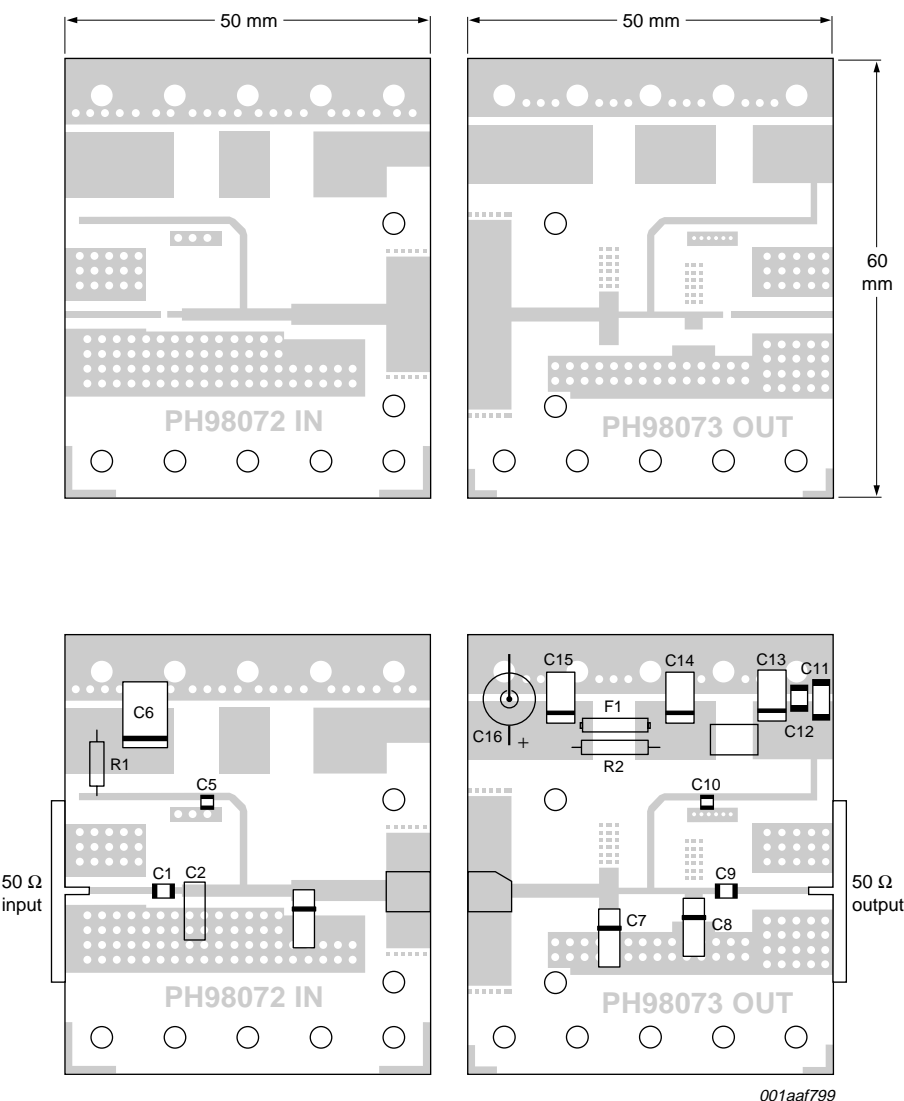 50 mm
50 mm
60
mm
PH98072 IN
PH98073 OUT
C15
C14
C13
C11
C6
C16
+
F1
C12
R1
R2
C5
C10
50 Ω
input
C1
C2
C9
50 Ω
output
C7
C8
PH98072 IN
PH98073 OUT
001aaf799